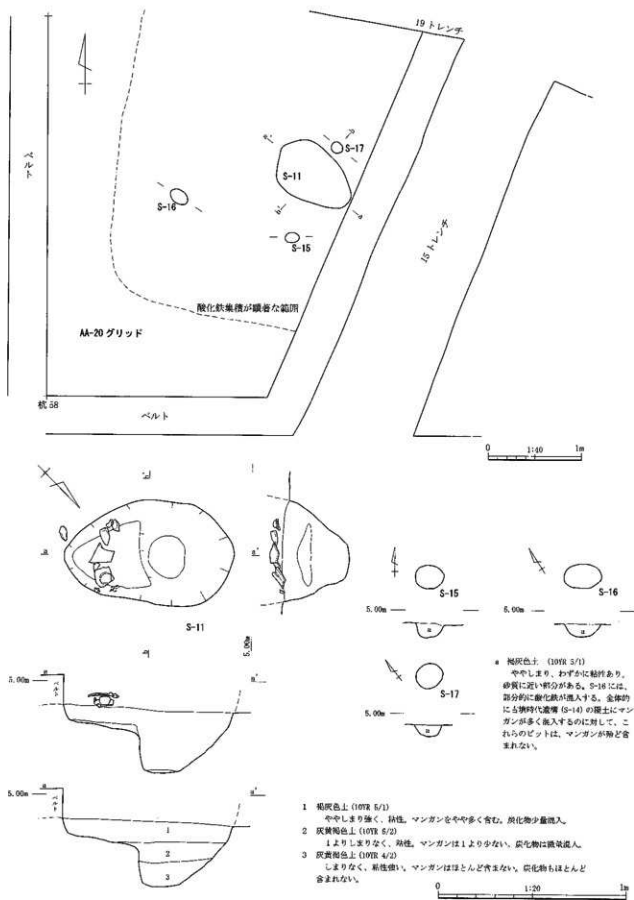 19トレンチ
ベルト
S-17
S-11
S-16
S-15
a'
b
b'
a
15トレンチ
酸化鉄集積が顕著な範囲
AA-20 グリッド
杭58
ベルト
0 1:40 1m
b'
a
a'
S-11
b
5.00m
S-15
S-16
5.00m
5.00m
a
a
S-17
5.00m
a
a 褐灰色土 (10YR 5/1)
ややしまり、わずかに粘性あり、
砂質に近い部分がある。S-16には、
部分的に酸化鉄が混入する。全体的
に古墳時代遺構 (S-14) の覆土にマン
ガンが多く混入するのに対して、こ
れらのピットは、マンガンが殆ど含
まれない。
a
5.00m
a'
a
5.00m
a'
1
2
3
1 褐灰色土 (10YR 5/1)
ややしまり強く、粘性。マンガンをやや多く含む。炭化物少量混入。
2 灰黄褐色土 (10YR 5/2)
1よりしまりなく、粘性。マンガンは1より少ない。炭化物は微量混入。
3 灰黄褐色土 (10YR 4/2)
しまりなく、粘性強い。マンガンはほとんど含まない。炭化物もほとんど
含まれない。
0 1:20 1m